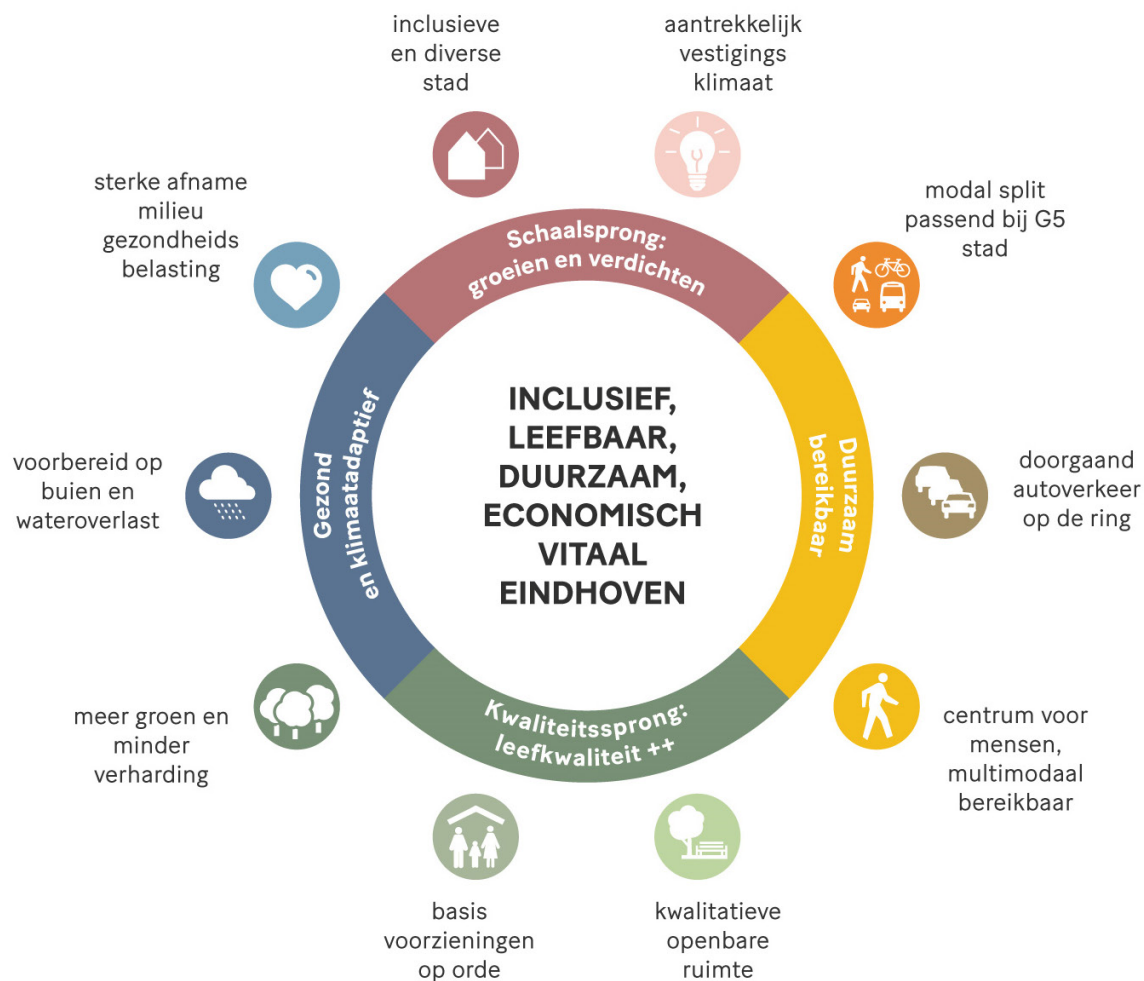 inclusieve
en diverse
stad
aantrekkelijk
vestigings
klimaat
sterke afname
milieu
gezondheids
belasting
modal split
passend bij G5
stad
Schaalsprong:
groeien en verdichten
Gezond
en klimaatadaptief
INCLUSIEF,
LEEFBAAR,
DUURZAAM,
ECONOMISCH
VITAAL
EINDHOVEN
Duurzaam
bereikbaar
voorbereid op
buien en
wateroverlast
doorgaand
autoverkeer
op de ring
Kwaliteitssprong:
leefkwaliteit ++
meer groen en
minder
verharding
centrum voor
mensen,
multimodaal
bereikbaar
basis
voorzieningen
op orde
kwalitatieve
openbare
ruimte